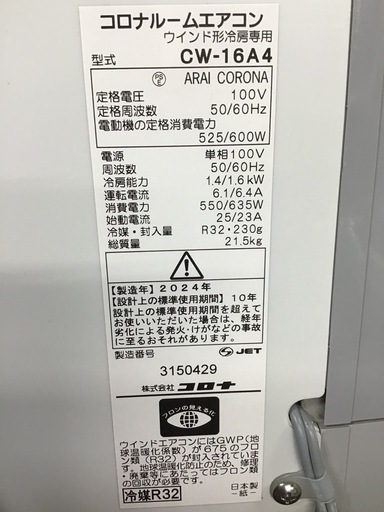 コロナルームエアコン
ウインド形冷房専用
型式 CW-16A4
PS E ARAI CORONA
定格電圧 100V
定格周波数 50/60Hz
電動機の定格消費電力
525/600W
電源 単相100V
周波数 50/60Hz
冷房能力 1.4/1.6kW
運転電流 6.1/6.4A
消費電力 550/635W
始動電流 25/23A
冷媒・封入量 R32・230g
総質量 21.5kg
【製造年】2024年
【設計上の標準使用期間】10年
設計上の標準使用期間を超えて
お使いいただいた場合は、経年
劣化による発火・けがなどの事故
に至るおそれがあります。
製造番号 JET
3150429
株式会社 コロナ
フロンの見える化
ウインドエアコンにはGWP(地
球温暖化係数)が675のフロ
ン類(R32)が封入されていま
す。地球温暖化防止のため、修理
・廃棄等にあたってはフロン類
の回収が必要です。
冷媒R32 日本製
-紙-